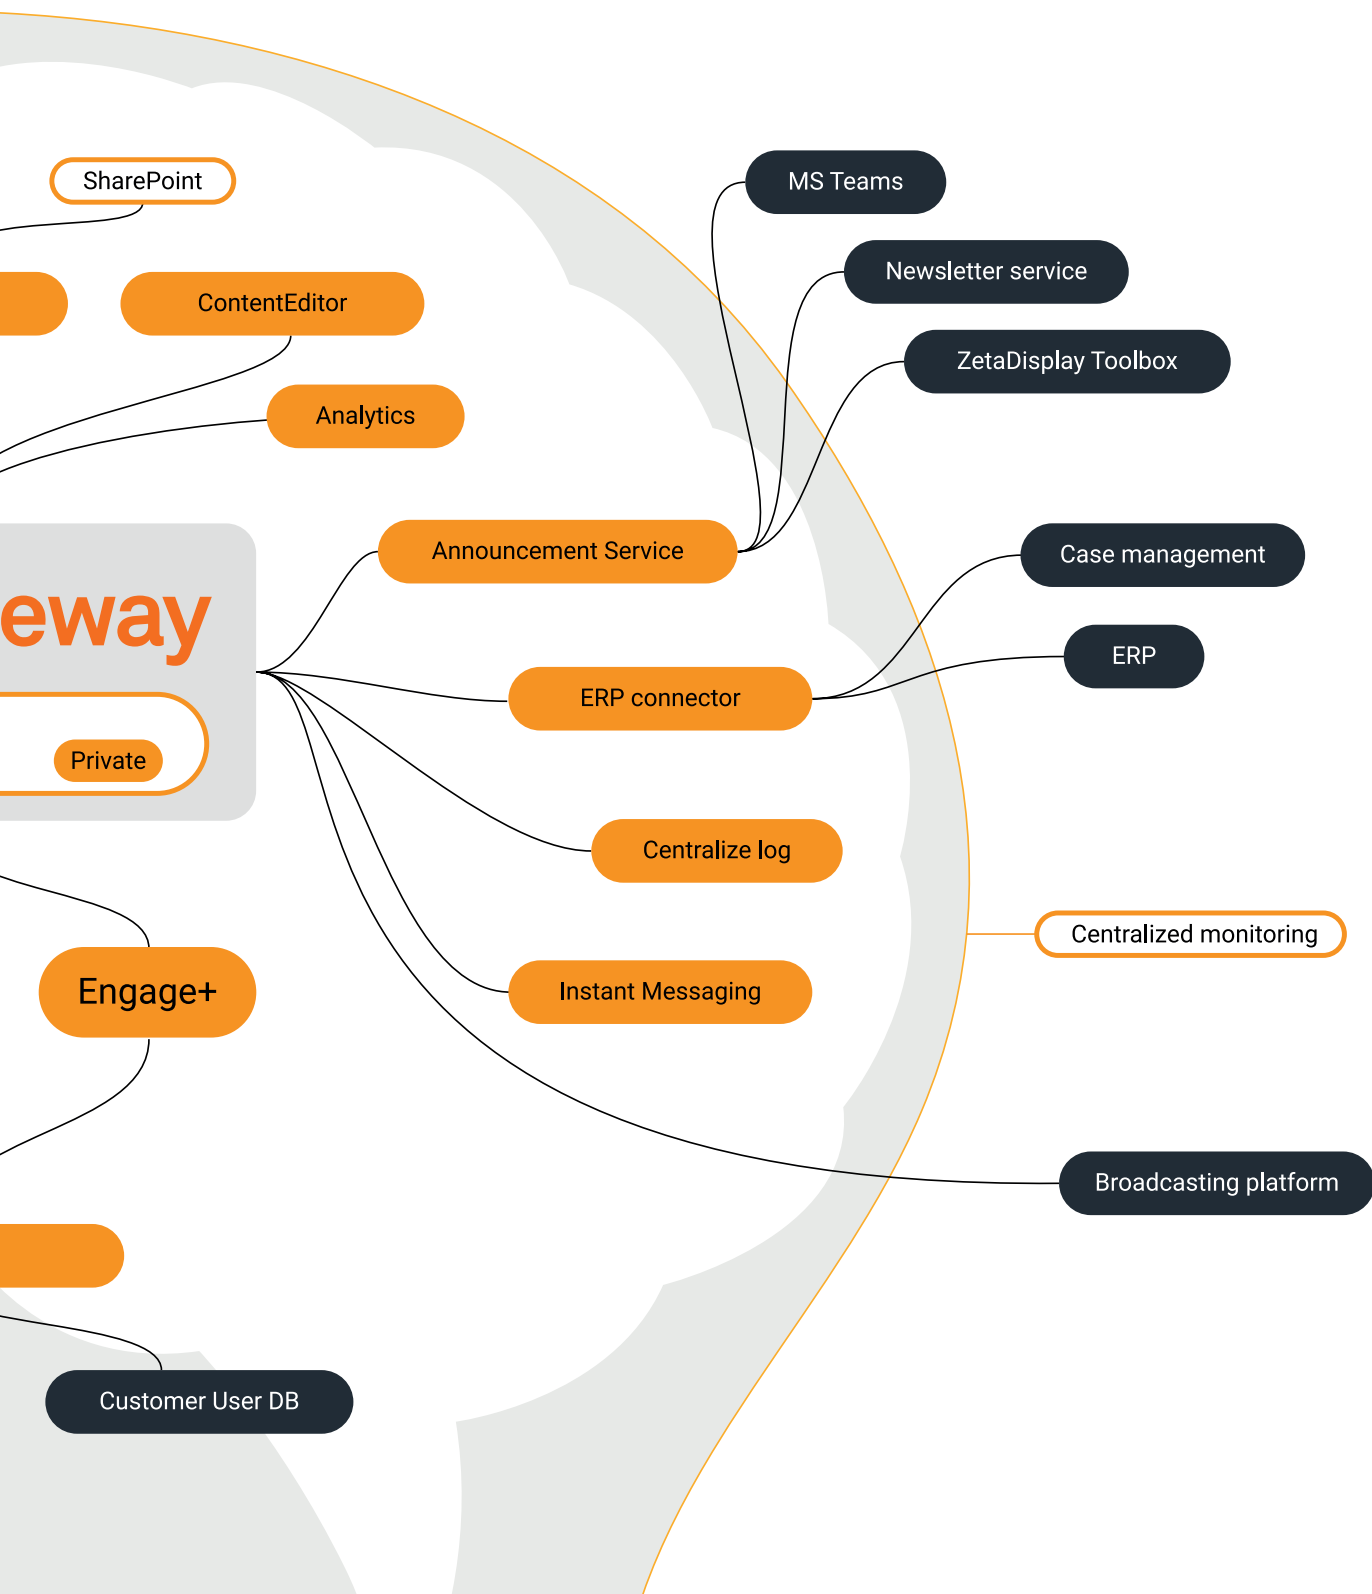 SharePoint
MS Teams
Newsletter service
ContentEditor
ZetaDisplay Toolbox
Analytics
Announcement Service
Case management
eway
ERP
ERP connector
Private
Centralize log
Centralized monitoring
Engage+
Instant Messaging
Broadcasting platform
Customer User DB